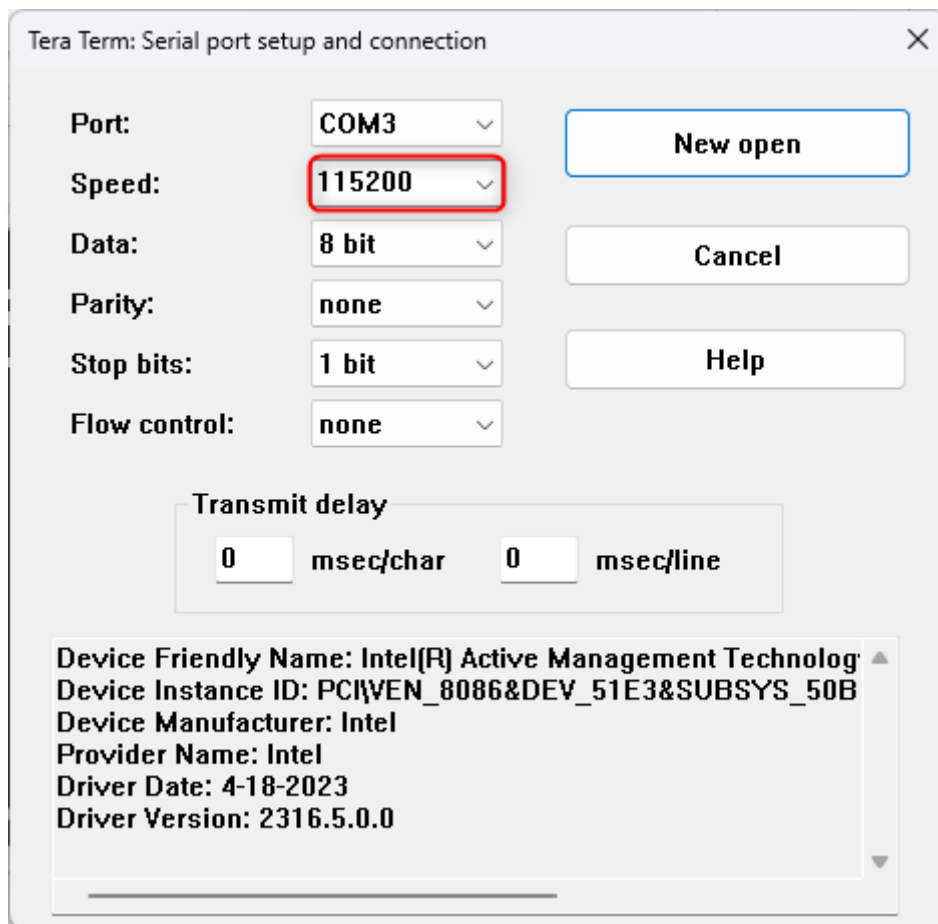 Tera Term: Serial port setup and connection
Port: COM3
New open
Speed: 115200
Data: 8 bit
Cancel
Parity: none
Stop bits: 1 bit
Help
Flow control: none
Transmit delay
0 msec/char 0 msec/line
Device Friendly Name: Intel(R) Active Management Technolog
Device Instance ID: PCI\VEN_8086&DEV_51E3&SUBSYS_50B
Device Manufacturer: Intel
Provider Name: Intel
Driver Date: 4-18-2023
Driver Version: 2316.5.0.0